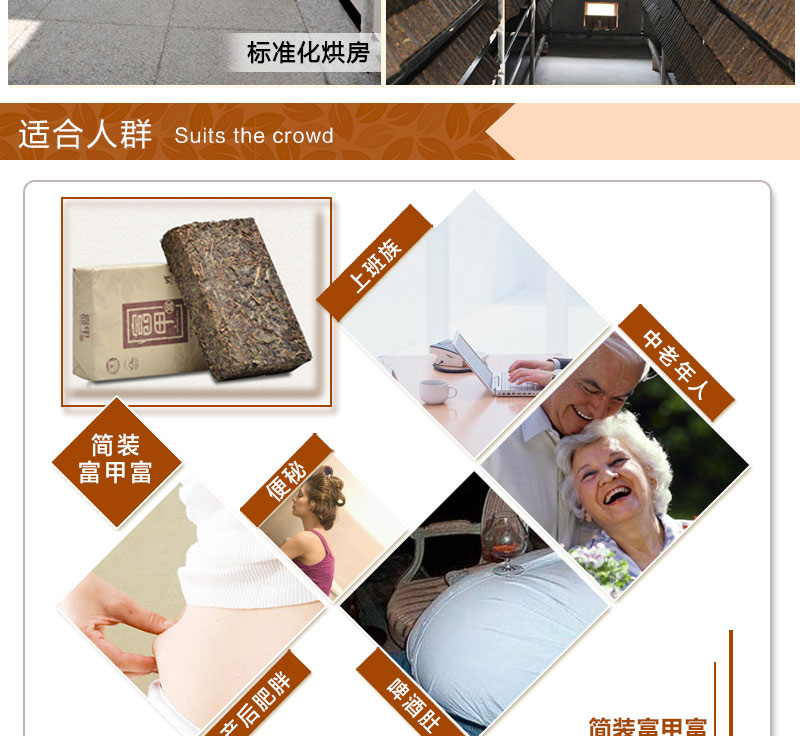 标准化烘房
适合人群 Suits the crowd
上班族
中老年人
简装
富甲富
便秘
产后肥胖
啤酒肚
简装富甲富